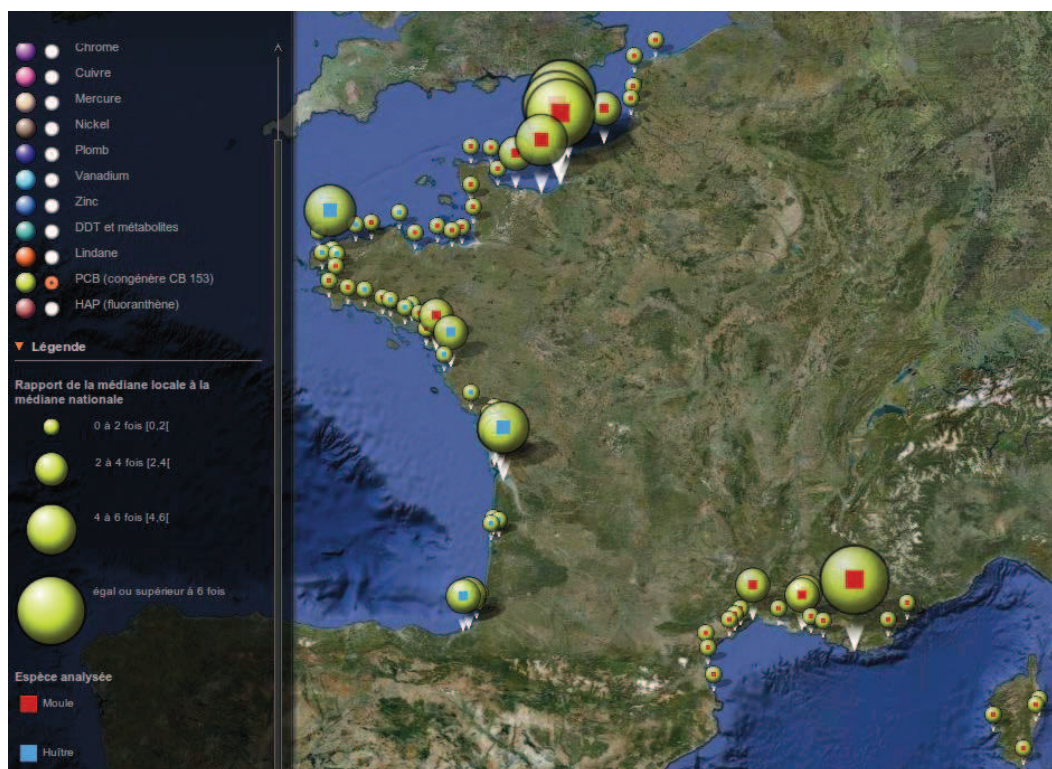 Chrome
Cuivre
Mercure
Nickel
Plomb
Vanadium
Zinc
DDT et métabolites
Lindane
PCB (congénère CB 153)
HAP (fluoranthène)
Légende
Rapport de la médiane locale à la
médiane nationale
0 à 2 fois [0,2[
2 à 4 fois [2,4[
4 à 6 fois [4,6[
égal ou supérieur à 6 fois
Espèce analysée
Moule
Huître